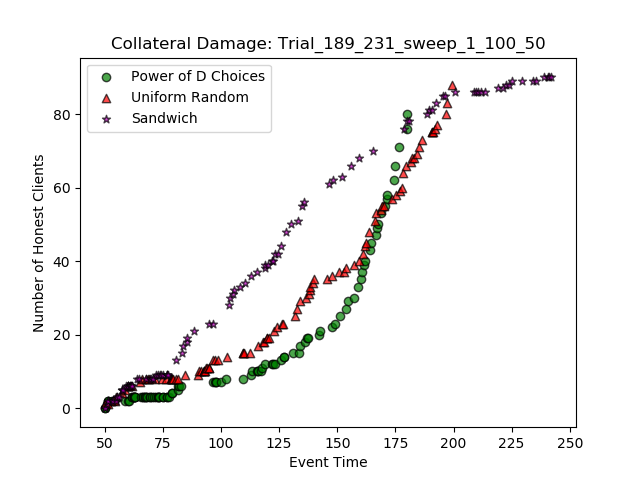 Collateral Damage: Trial_189_231_sweep_1_100_50
Power of D Choices
Uniform Random
Sandwich
Number of Honest Clients
80
60
40
20
0
50
75
100
125
150
175
200
225
250
Event Time